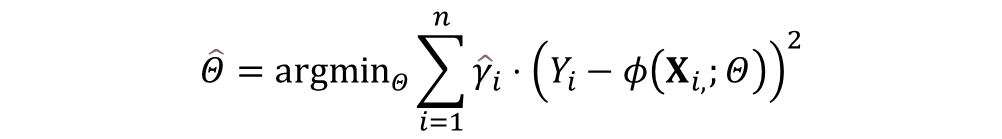 Θ̂ = argmin_Θ ∑_{i=1}^{n} γ̂_i · (Y_i − ϕ(𝐗_{i,}; Θ))²